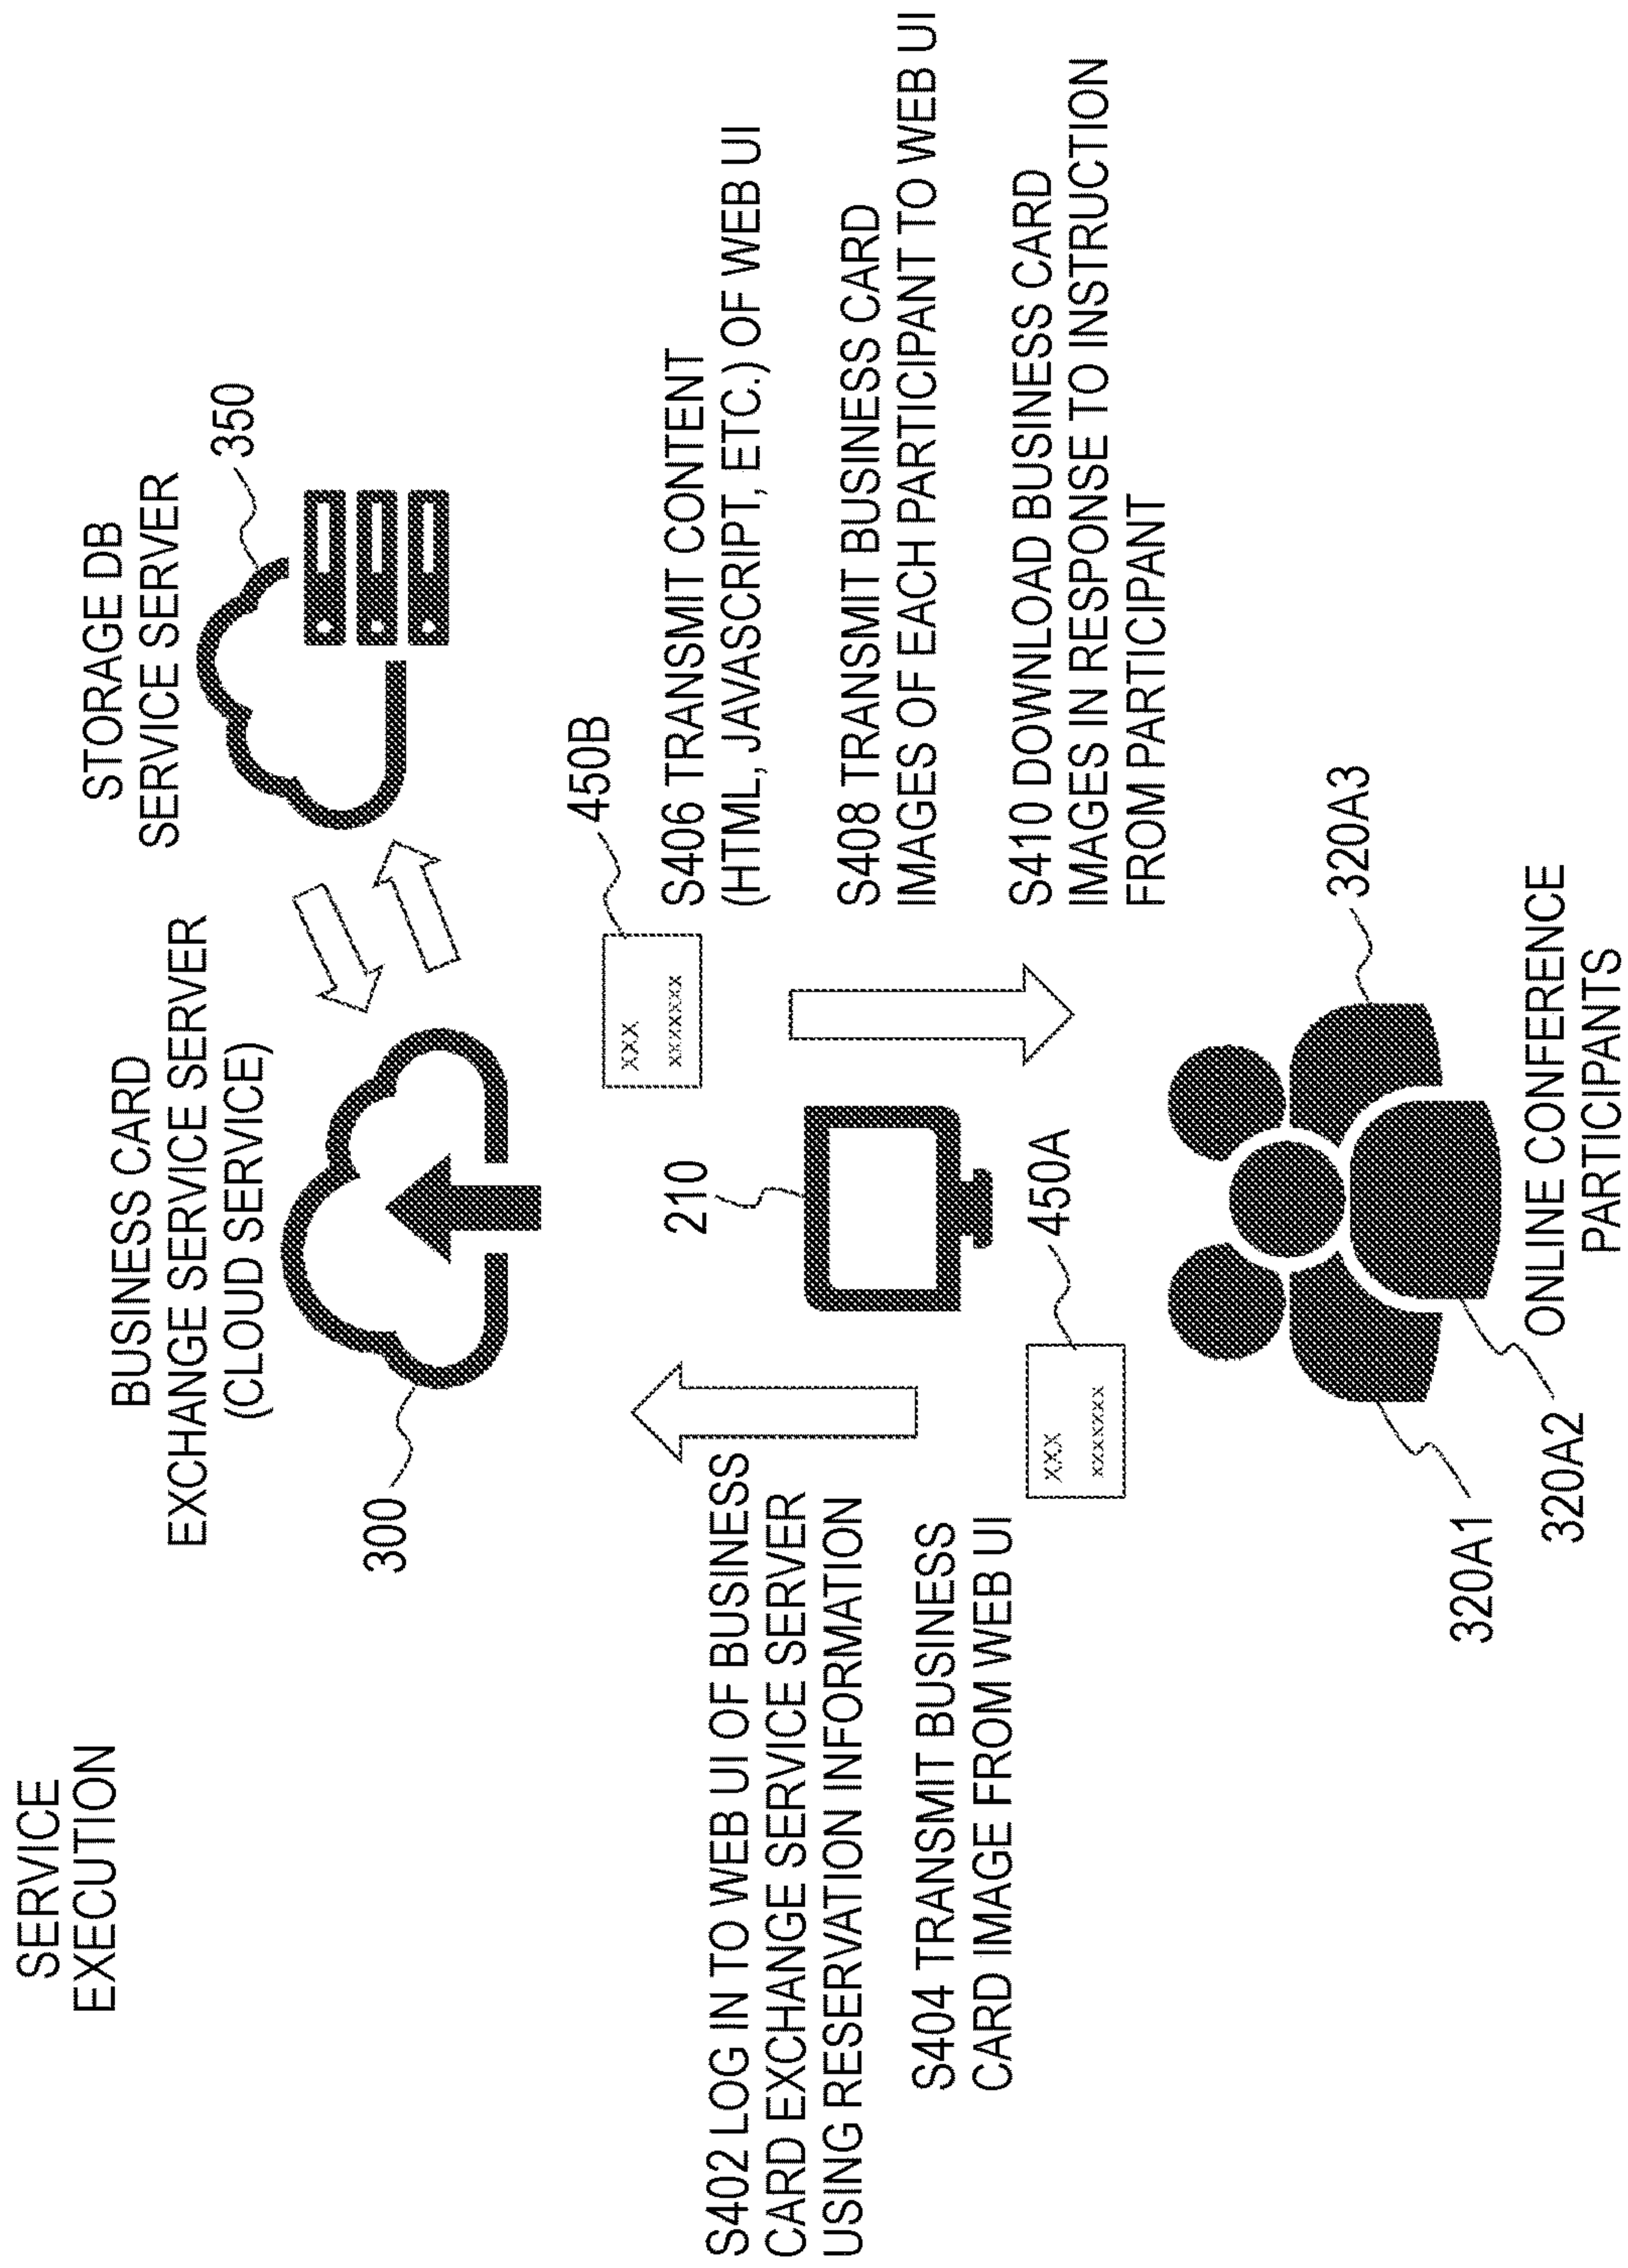 SERVICE
EXECUTION
BUSINESS CARD
EXCHANGE SERVICE SERVER
(CLOUD SERVICE)
300
STORAGE DB
SERVICE SERVER
350
S402 LOG IN TO WEB UI OF BUSINESS
CARD EXCHANGE SERVICE SERVER
USING RESERVATION INFORMATION
S404 TRANSMIT BUSINESS
CARD IMAGE FROM WEB UI
210
450B
XXX
XXXXXXXX
450A
XXX
XXXXXXXX
S406 TRANSMIT CONTENT
(HTML, JAVASCRIPT, ETC.) OF WEB UI
S408 TRANSMIT BUSINESS CARD
IMAGES OF EACH PARTICIPANT TO WEB UI
S410 DOWNLOAD BUSINESS CARD
IMAGES IN RESPONSE TO INSTRUCTION
FROM PARTICIPANT
320A1
320A2
320A3
ONLINE CONFERENCE
PARTICIPANTS